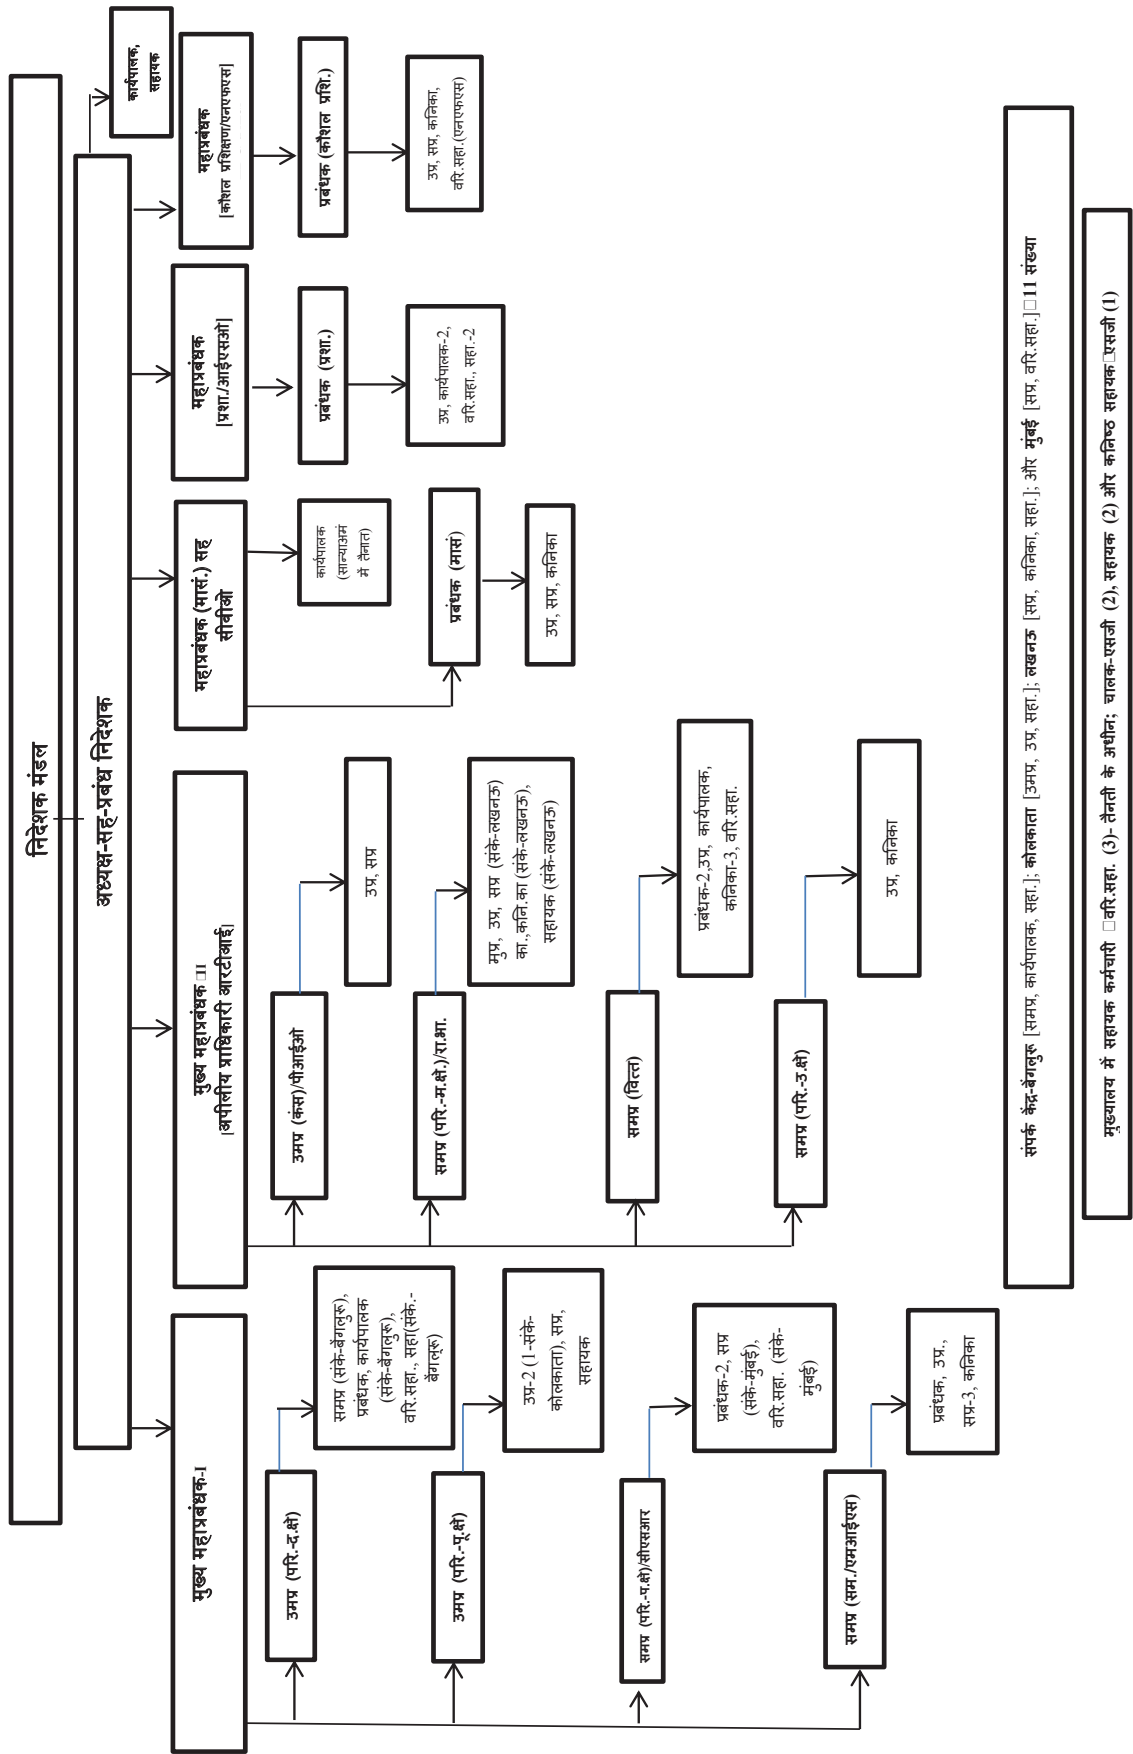 निदेशक मंडल
अध्यक्ष-सह-प्रबंध निदेशक
कार्यपालक,
सहायक
मुख्य महाप्रबंधक-I
उमप्र (परि.-द.क्षे)
समप्र (संके-बेंगलुरू),
प्रबंधक, कार्यपालक
(संके-बेंगलुरू),
वरि.सहा., सहा(संके.-
बेंगलुरू)
उमप्र (परि.-पू.क्षे)
उप्र-2 (1-संके-
कोलकाता), सप्र,
सहायक
समप्र (परि.-प.क्षे)/सीएसआर
प्रबंधक-2, सप्र
(संके-मुंबई),
वरि.सहा. (संके-
मुंबई)
समप्र (सम./एमआईएस)
प्रबंधक, उप्र.,
सप्र-3, कनिका
मुख्य महाप्रबंधक □II
[अपीलीय प्राधिकारी आरटीआई]
उमप्र (कंस)/पीआईओ
उप्र, सप्र
समप्र (परि.-म.क्षे.)/रा.भा.
मुप्र, उप्र, सप्र (संके-लखनऊ)
का.,कनि.का (संके-लखनऊ),
सहायक (संके-लखनऊ)
समप्र (वित्त)
प्रबंधक-2,उप्र, कार्यपालक,
कनिका-3, वरि.सहा.
समप्र (परि.-उ.क्षे)
उप्र, कनिका
महाप्रबंधक (मासं.) सह
सीवीओ
कार्यपालक
(सान्याअमं
में तैनात)
प्रबंधक (मासं)
उप्र, सप्र, कनिका
महाप्रबंधक
[प्रशा./आईएसओ]
प्रबंधक (प्रशा.)
उप्र, कार्यपालक-2,
वरि.सहा., सहा.-2
महाप्रबंधक
[कौशल प्रशिक्षण/एनएफएस]
प्रबंधक (कौशल प्रशि.)
उप्र, सप्र, कनिका,
वरि.सहा.(एनएफएस)
संपर्क केंद्र-बेंगलुरू [समप्र, कार्यपालक, सहा.]; कोलकाता [उमप्र, उप्र, सहा.]; लखनऊ [सप्र, कनिका, सहा.]; और मुंबई [सप्र, वरि.सहा.]□11 संख्या
मुख्यालय में सहायक कर्मचारी □वरि.सहा. (3)- तैनती के अधीन; चालक-एसजी (2), सहायक (2) और कनिष्ठ सहायक□एसजी (1)